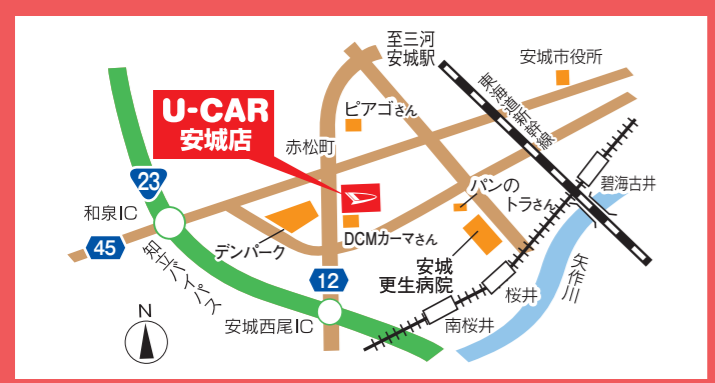 至三河
安城駅
安城市役所
東海道新幹線
U-CAR
安城店
ピアゴさん
赤松町
23
碧海古井
パンの
トラさん
和泉IC
45
デンパーク
DCMカーマさん
知立バイパス
安城
更生病院
矢作川
12
桜井
N
安城西尾IC
南桜井